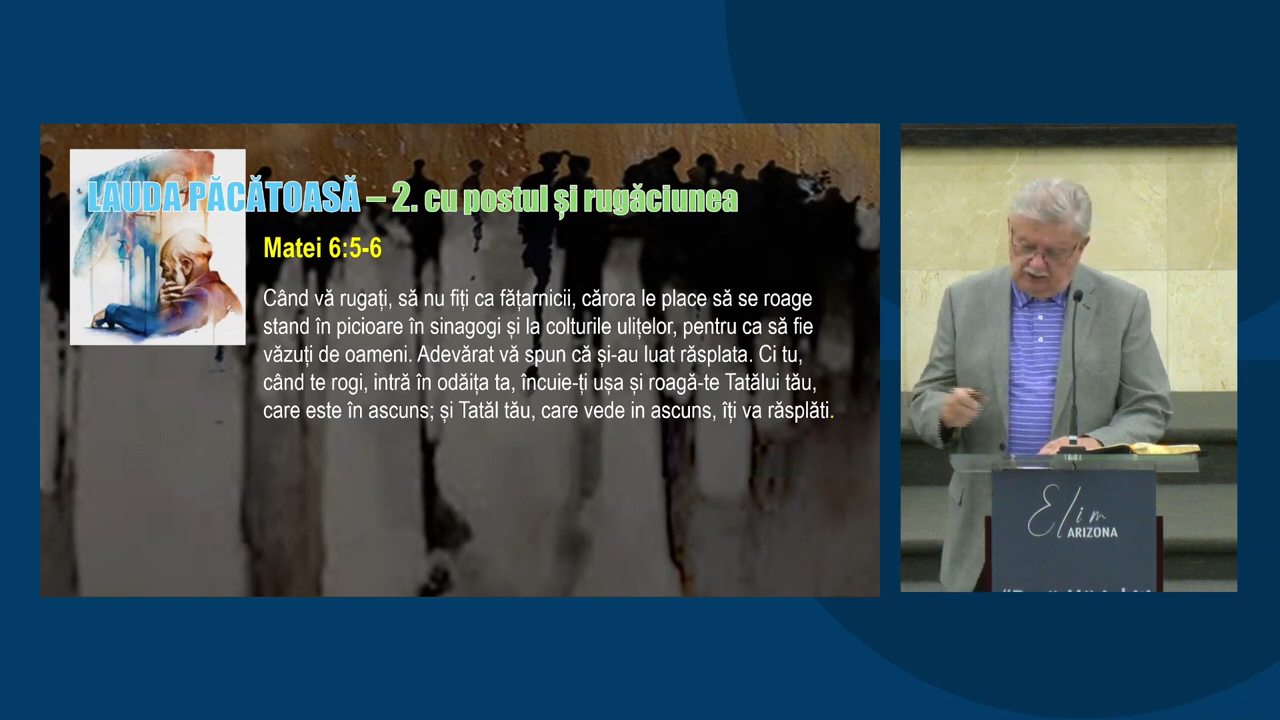 LAUDA PĂCĂTOASĂ – 2. cu postul și rugăciunea
Matei 6:5-6
Când vă rugați, să nu fiți ca fățarnicii, cărora le place să se roage
stand în picioare în sinagogi și la colturile ulițelor, pentru ca să fie
văzuți de oameni. Adevărat vă spun că și-au luat răsplata. Ci tu,
când te rogi, intră în odăița ta, încuie-ți ușa și roagă-te Tatălui tău,
care este în ascuns; și Tatăl tău, care vede in ascuns, îți va răsplăti.
Elim
ARIZONA